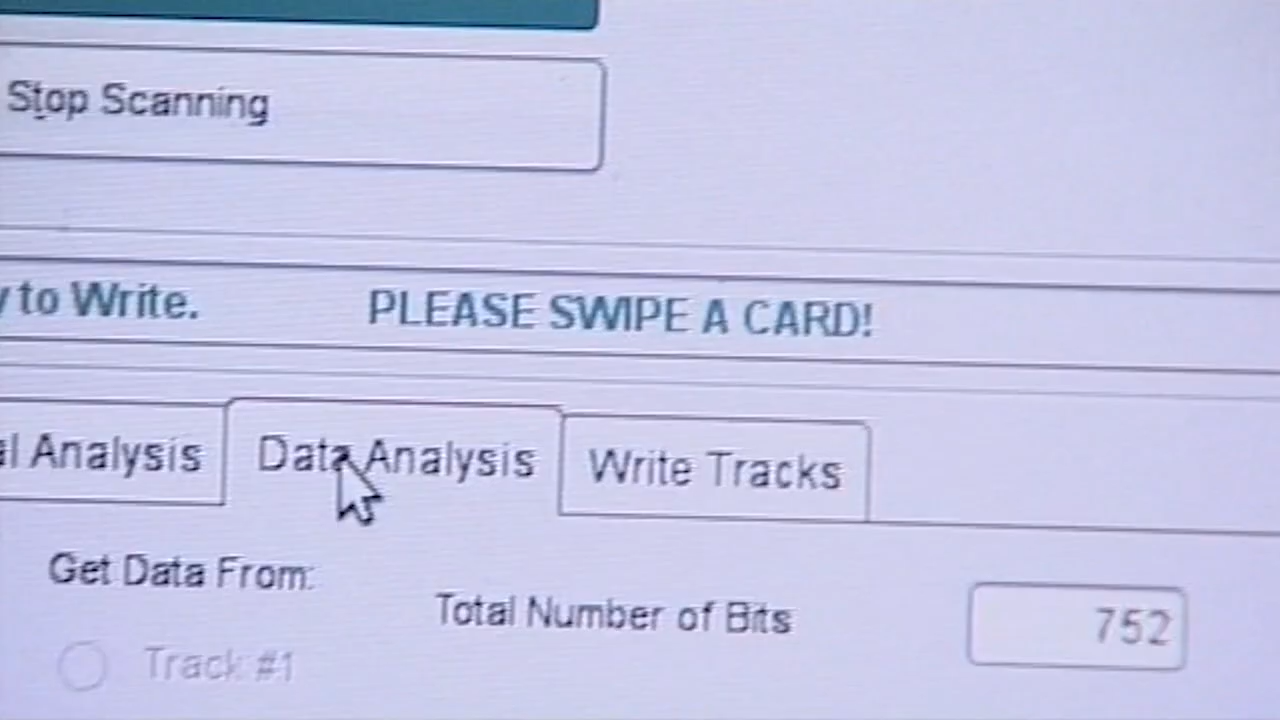 Stop Scanning
y to Write. PLEASE SWIPE A CARD!
al Analysis Data Analysis Write Tracks
Get Data From:
Total Number of Bits 752
Track #1